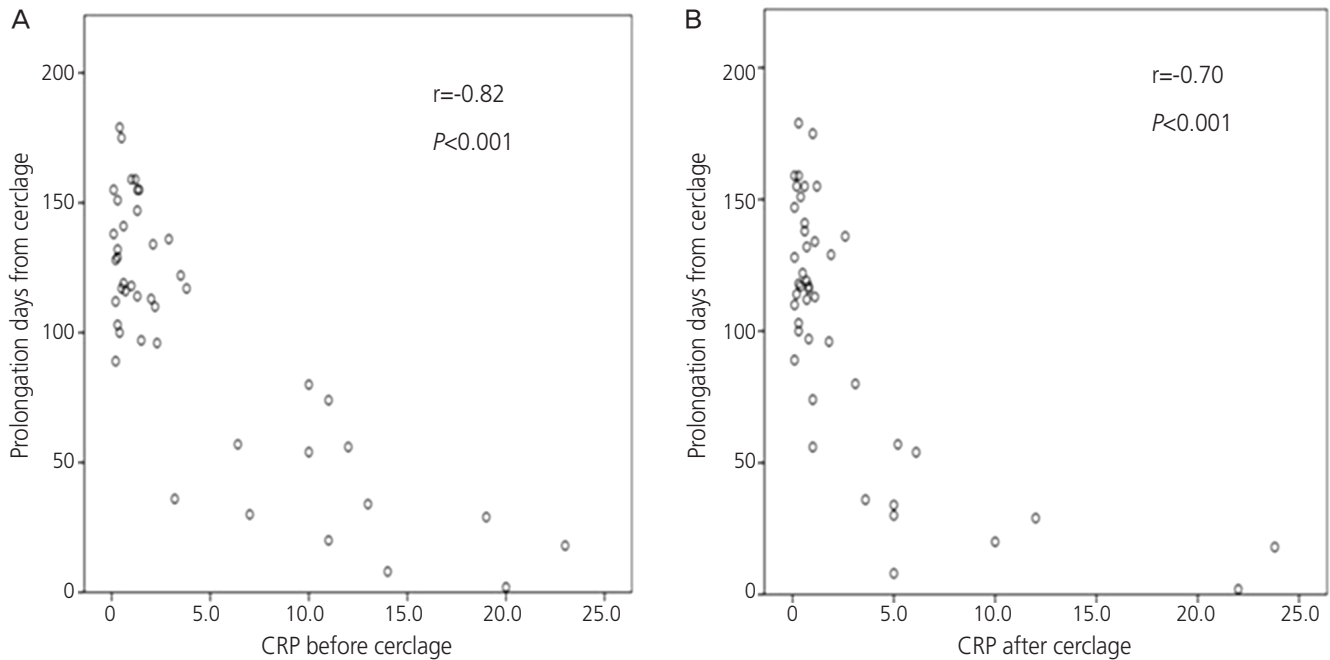 A
r=-0.82
P<0.001
Prolongation days from cerclage
200
150
100
50
0
0 5.0 10.0 15.0 20.0 25.0
CRP before cerclage
B
r=-0.70
P<0.001
Prolongation days from cerclage
200
150
100
50
0
0 5.0 10.0 15.0 20.0 25.0
CRP after cerclage